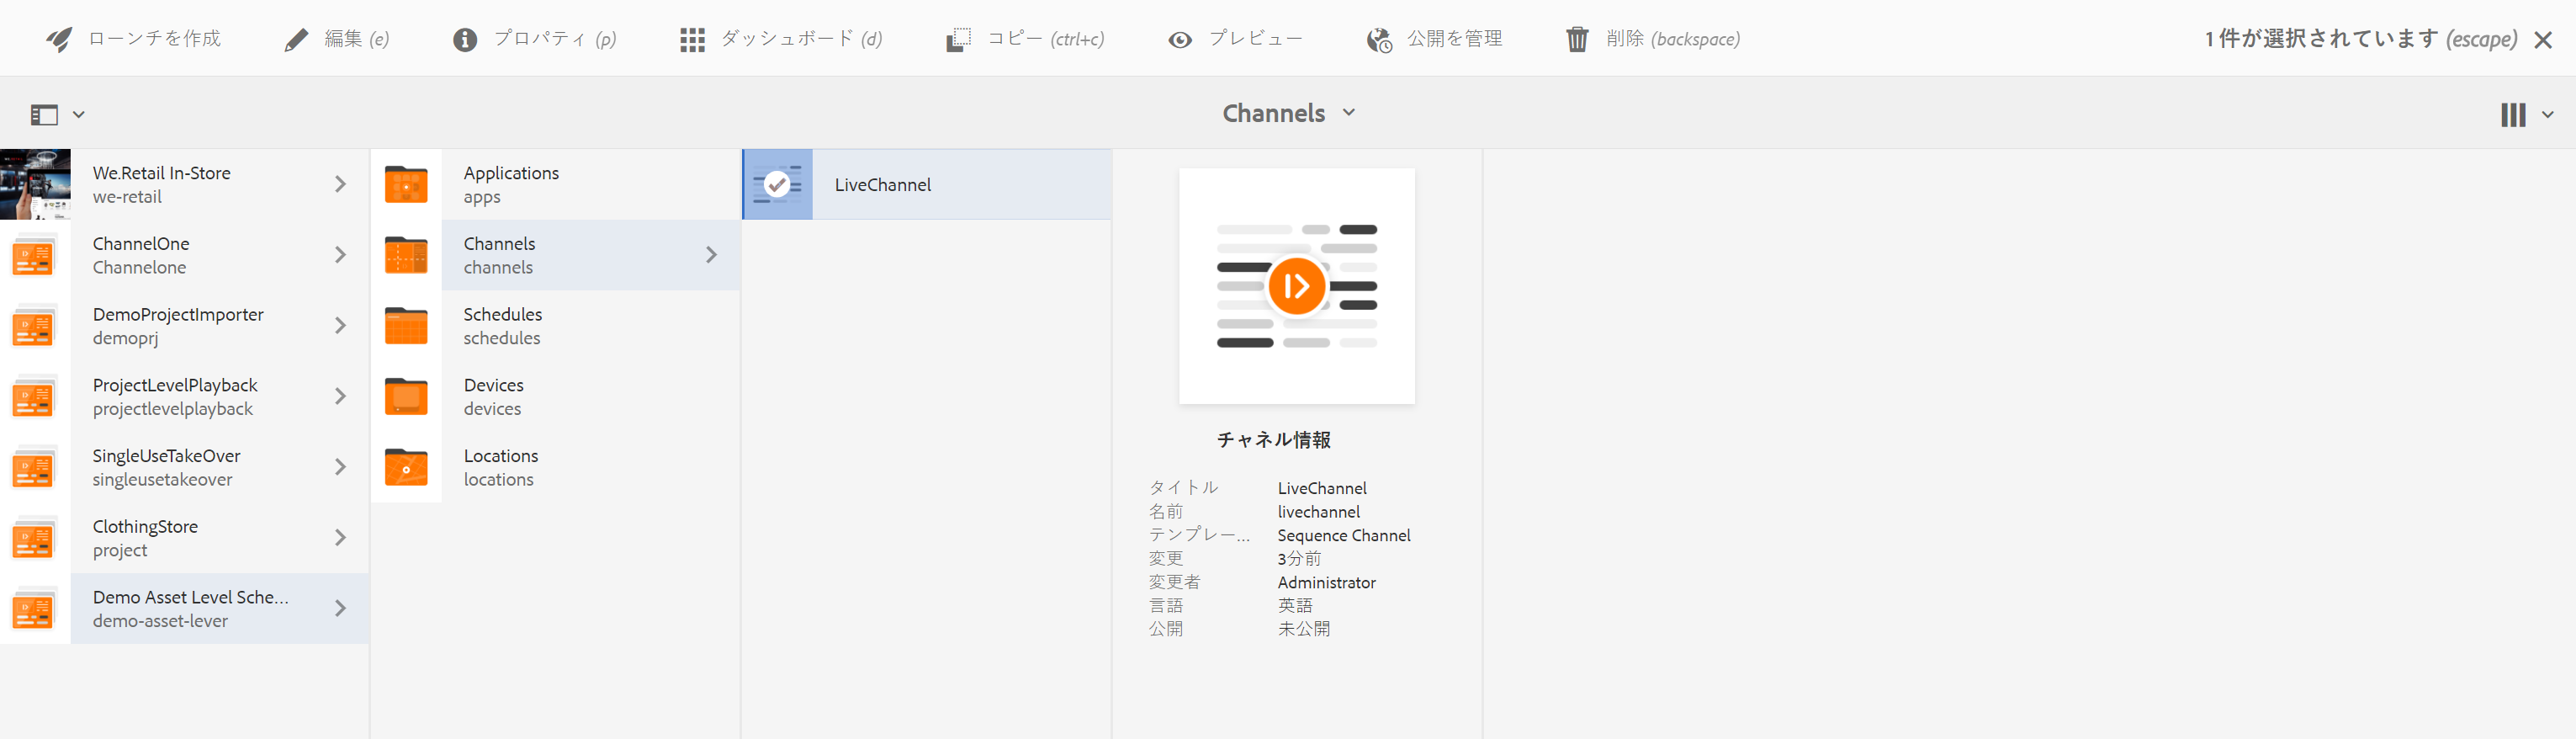 ローンチを作成 編集 (e) プロパティ (p) ダッシュボード (d) コピー (ctrl+c) プレビュー 公開を管理 削除 (backspace) 1 件が選択されています (escape)
Channels
We.Retail In-Store
we-retail
ChannelOne
Channelone
DemoProjectImporter
demoprj
ProjectLevelPlayback
projectlevelplayback
SingleUseTakeOver
singleusetakeover
ClothingStore
project
Demo Asset Level Sche...
demo-asset-lever
Applications
apps
Channels
channels
Schedules
schedules
Devices
devices
Locations
locations
LiveChannel
チャネル情報
タイトル LiveChannel
名前 livechannel
テンプレー... Sequence Channel
変更 3分前
変更者 Administrator
言語 英語
公開 未公開